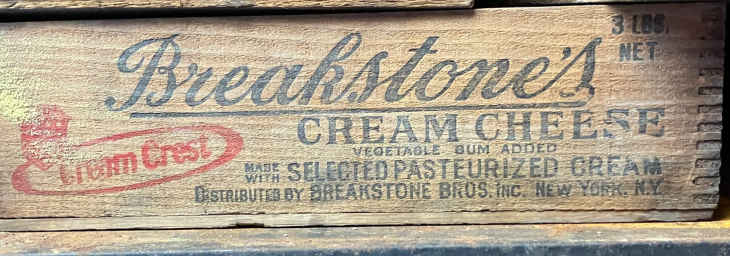 3 LBS.
NET
Breakstone's
CREAM CHEESE
VEGETABLE GUM ADDED
Cream Crest
MADE WITH SELECTED PASTEURIZED CREAM
DISTRIBUTED BY BREAKSTONE BROS. INC. NEW YORK, N.Y.